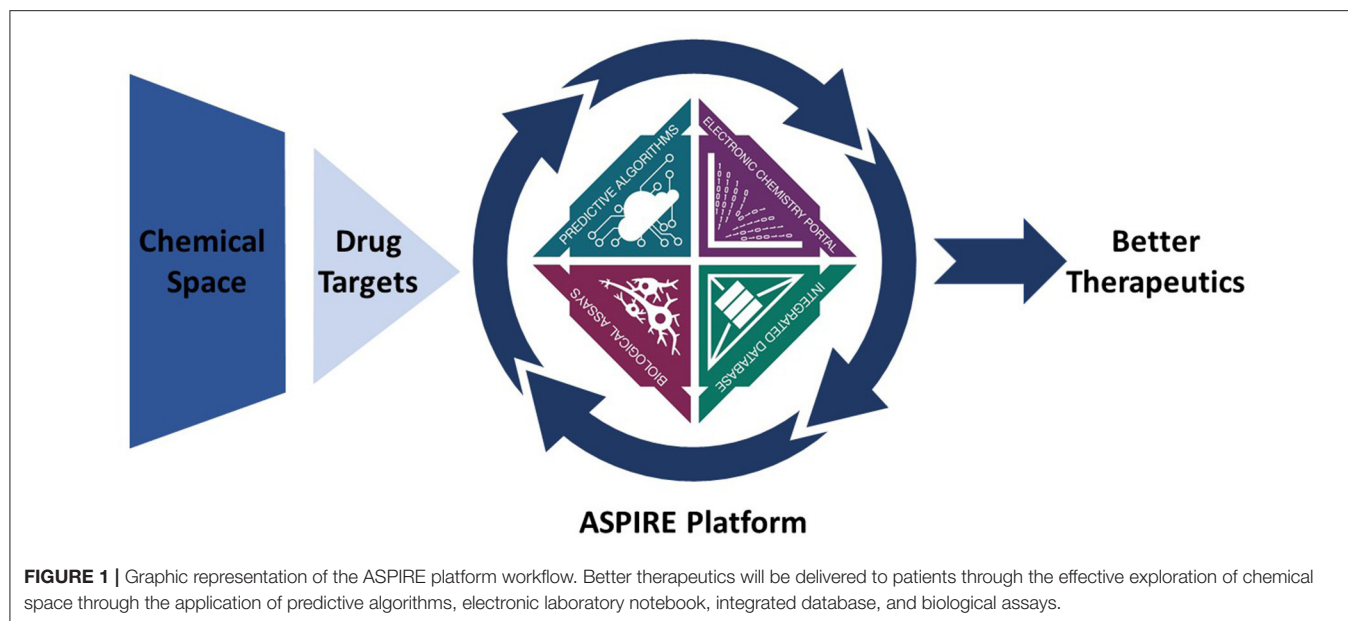 Chemical
Space
Drug
Targets
PREDICTIVE ALGORITHMS
ELECTRONIC CHEMISTRY PORTAL
BIOLOGICAL ASSAYS
INTEGRATED DATABASE
Better
Therapeutics
ASPIRE Platform
FIGURE 1 | Graphic representation of the ASPIRE platform workflow. Better therapeutics will be delivered to patients through the effective exploration of chemical
space through the application of predictive algorithms, electronic laboratory notebook, integrated database, and biological assays.